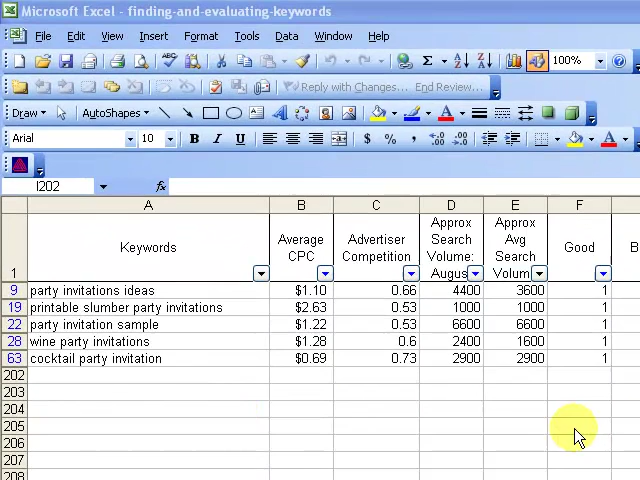 Microsoft Excel - finding-and-evaluating-keywords
File Edit View Insert Format Tools Data Window Help
Σ 100%
Reply with Changes... End Review...
Draw AutoShapes
Arial 10 B I U $ %
I202 fx
A B C D E F
1 Keywords Average CPC Advertiser Competition Approx Search Volume: Augus Approx Avg Search Volum Good B
9 party invitations ideas $1.10 0.66 4400 3600 1
19 printable slumber party invitations $2.63 0.53 1000 1000 1
22 party invitation sample $1.22 0.53 6600 6600 1
28 wine party invitations $1.28 0.6 2400 1600 1
63 cocktail party invitation $0.69 0.73 2900 2900 1
202
203
204
205
206
207
208